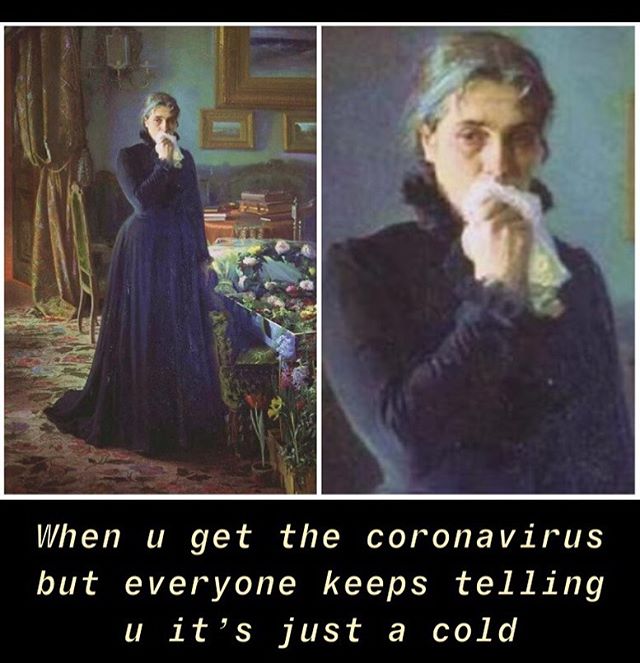 When u get the coronavirus
but everyone keeps telling
u it's just a cold